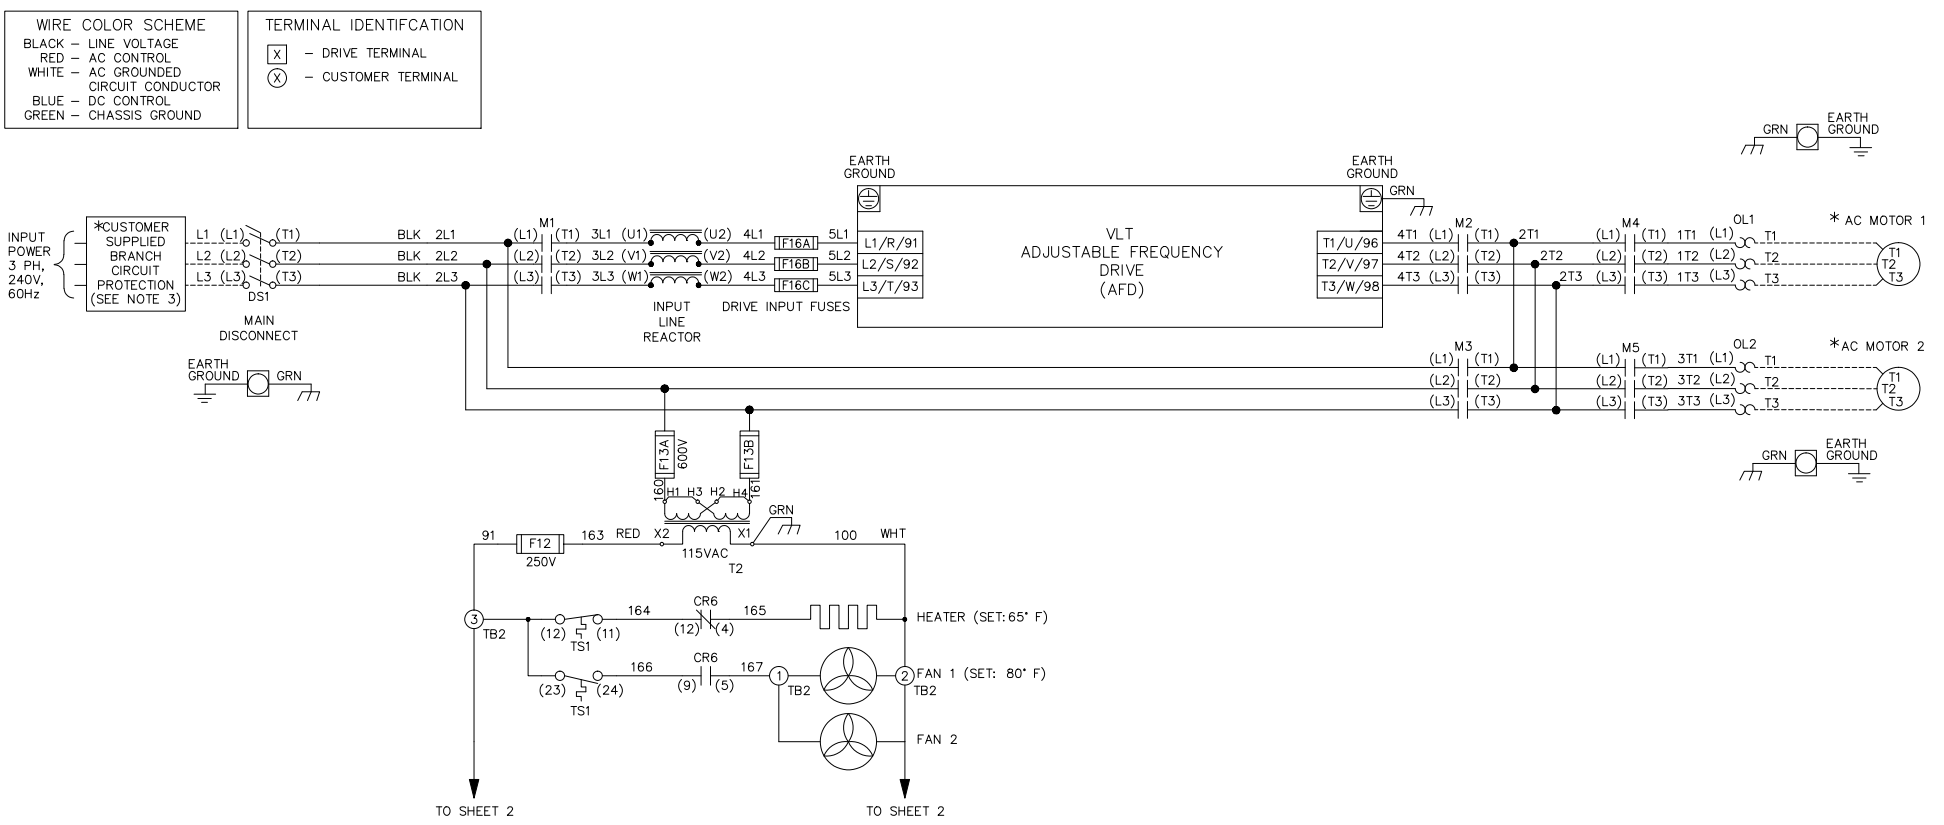 WIRE COLOR SCHEME
BLACK – LINE VOLTAGE
RED – AC CONTROL
WHITE – AC GROUNDED
CIRCUIT CONDUCTOR
BLUE – DC CONTROL
GREEN – CHASSIS GROUND
TERMINAL IDENTIFCATION
X – DRIVE TERMINAL
X – CUSTOMER TERMINAL
GRN
EARTH
GROUND
EARTH
GROUND
EARTH
GROUND
GRN
INPUT
POWER
3 PH,
240V,
60Hz
*CUSTOMER
SUPPLIED
BRANCH
CIRCUIT
PROTECTION
(SEE NOTE 3)
L1 (L1) (T1) BLK 2L1 (L1) M1 (T1) 3L1 (U1) (U2) 4L1 F16A 5L1 L1/R/91
L2 (L2) (T2) BLK 2L2 (L2) (T2) 3L2 (V1) (V2) 4L2 F16B 5L2 L2/S/92
L3 (L3) (T3) BLK 2L3 (L3) (T3) 3L3 (W1) (W2) 4L3 F16C 5L3 L3/T/93
DS1
MAIN
DISCONNECT
INPUT
LINE
REACTOR
DRIVE INPUT FUSES
VLT
ADJUSTABLE FREQUENCY
DRIVE
(AFD)
T1/U/96 4T1 (L1) M2 (T1) 2T1 (L1) M4 (T1) 1T1 (L1) OL1 T1
T2/V/97 4T2 (L2) (T2) 2T2 (L2) (T2) 1T2 (L2) T2
T3/W/98 4T3 (L3) (T3) 2T3 (L3) (T3) 1T3 (L3) T3
* AC MOTOR 1
T1
T2
T3
EARTH
GROUND
GRN
(L1) M3 (T1) (L1) M5 (T1) 3T1 (L1) OL2 T1
(L2) (T2) (L2) (T2) 3T2 (L2) T2
(L3) (T3) (L3) (T3) 3T3 (L3) T3
* AC MOTOR 2
T1
T2
T3
GRN
EARTH
GROUND
F13A
600V
F13B
160
H1 H3 H2 H4
161
GRN
91 F12 163 RED X2 X1 100 WHT
250V
115VAC
T2
3
TB2
(12) (11)
TS1
164
CR6
(12) (4)
165
HEATER (SET:65° F)
(23) (24)
TS1
166
CR6
(9) (5)
167
1
TB2
2
TB2
FAN 1 (SET: 80° F)
FAN 2
TO SHEET 2
TO SHEET 2